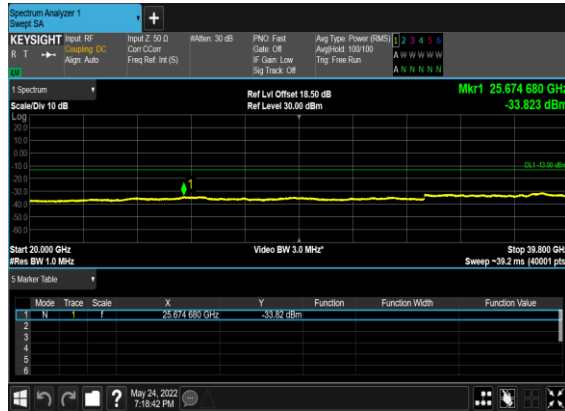 Spectrum Analyzer 1
Swept SA
+
KEYSIGHT Input: RF Input Z: 50 Ω #Atten: 30 dB PNO: Fast Avg Type: Power (RMS) 1 2 3 4 5 6
R T Coupling: DC Corr CCorr Gate: Off Avg|Hold: 100/100 A W W W W W
Align: Auto Freq Ref: Int (S) IF Gain: Low Trig: Free Run A N N N N N
Sig Track: Off
LW
1 Spectrum
Ref Lvl Offset 18.50 dB Mkr1 25.674 680 GHz
Scale/Div 10 dB Ref Level 30.00 dBm -33.823 dBm
Log
20.0
10.0
0.00
-10.0 DL1 -13.00 dBm
-20.0
1
-30.0
-40.0
-50.0
-60.0
Start 20.000 GHz Video BW 3.0 MHz* Stop 39.800 GHz
#Res BW 1.0 MHz Sweep ~39.2 ms (40001 pts)
5 Marker Table
Mode Trace Scale X Y Function Function Width Function Value
1 N 1 f 25.674 680 GHz -33.82 dBm
2
3
4
5
6
? May 24, 2022
7:18:42 PM